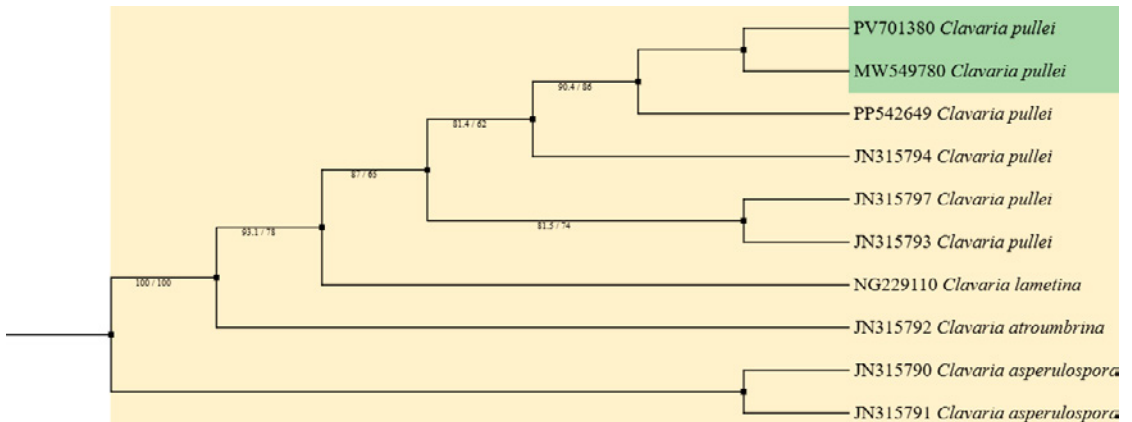 PV701380 Clavaria pullei
MW549780 Clavaria pullei
90.4 / 86
PP542649 Clavaria pullei
81.4 / 62
JN315794 Clavaria pullei
87 / 65
JN315797 Clavaria pullei
81.5 / 74
93.1 / 78
JN315793 Clavaria pullei
100 / 100
NG229110 Clavaria lametina
JN315792 Clavaria atroumbrina
JN315790 Clavaria asperulospora
JN315791 Clavaria asperulospora